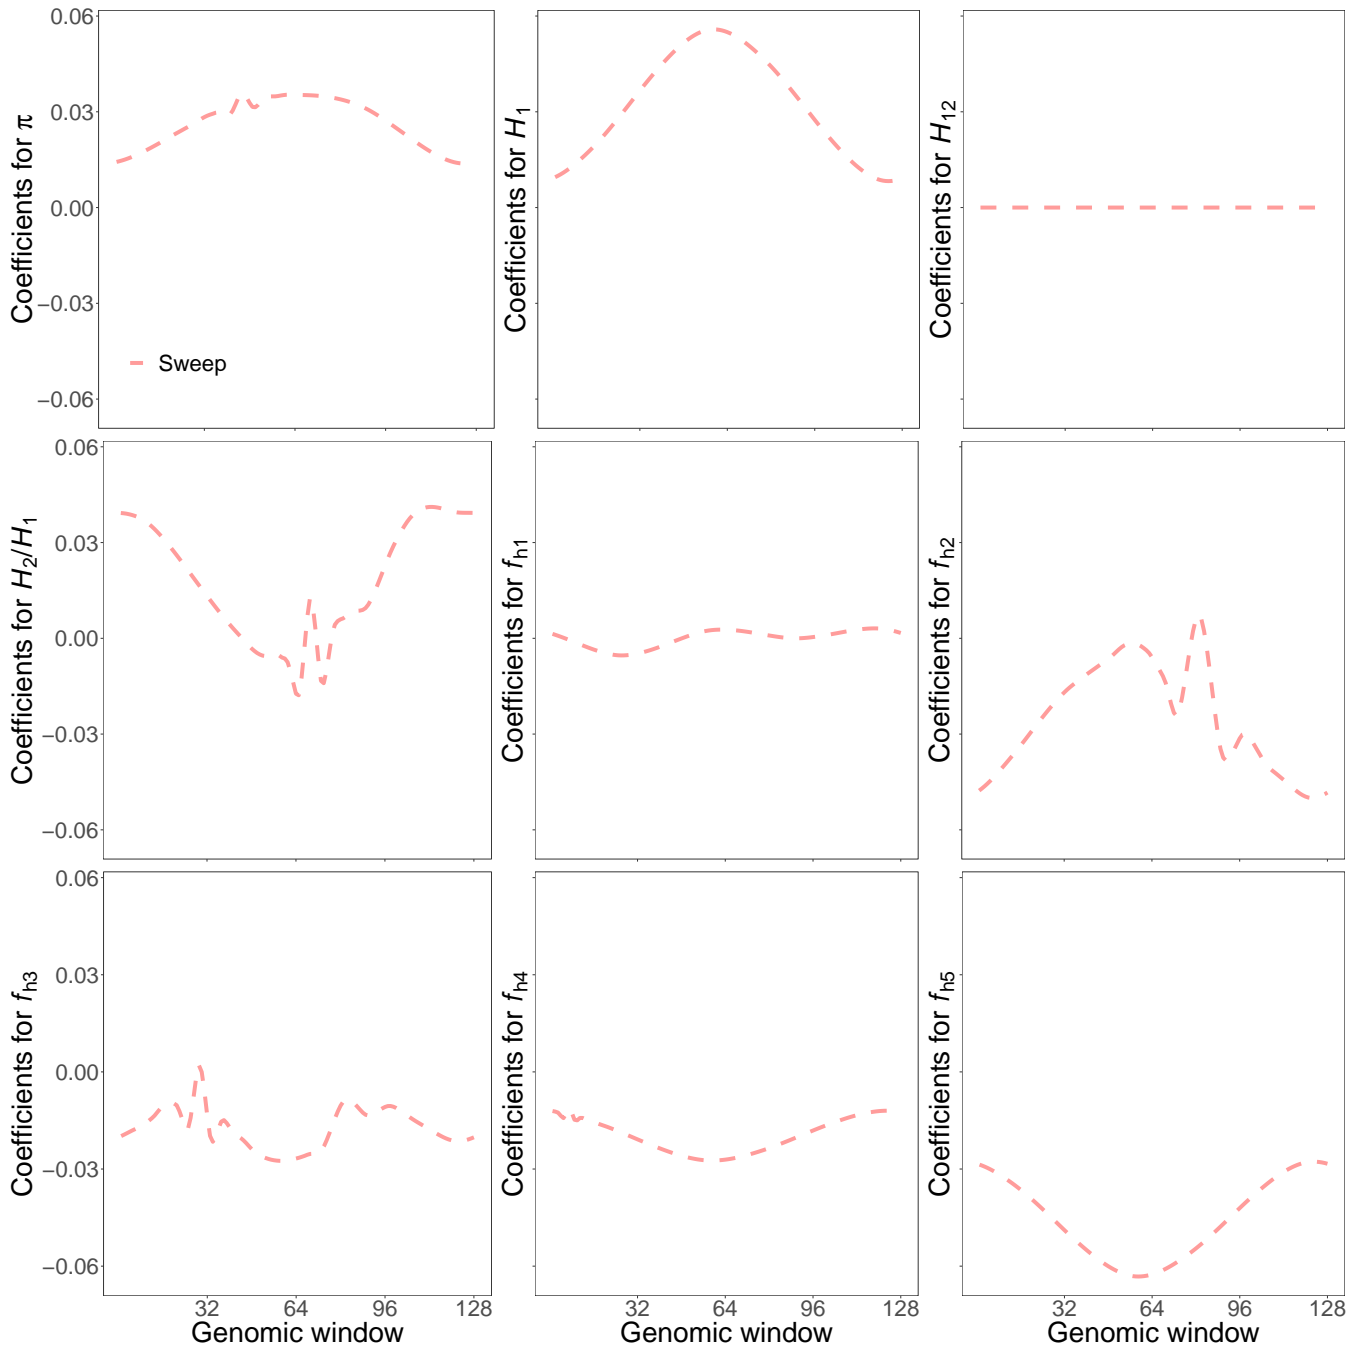 0.06
0.03
0.00
−0.03
−0.06
Coefficients for π
Sweep
Coefficients for H1
Coefficients for H12
0.06
0.03
0.00
−0.03
−0.06
Coefficients for H2/H1
Coefficients for fh1
Coefficients for fh2
0.06
0.03
0.00
−0.03
−0.06
Coefficients for fh3
32 64 96 128
Genomic window
Coefficients for fh4
32 64 96 128
Genomic window
Coefficients for fh5
32 64 96 128
Genomic window